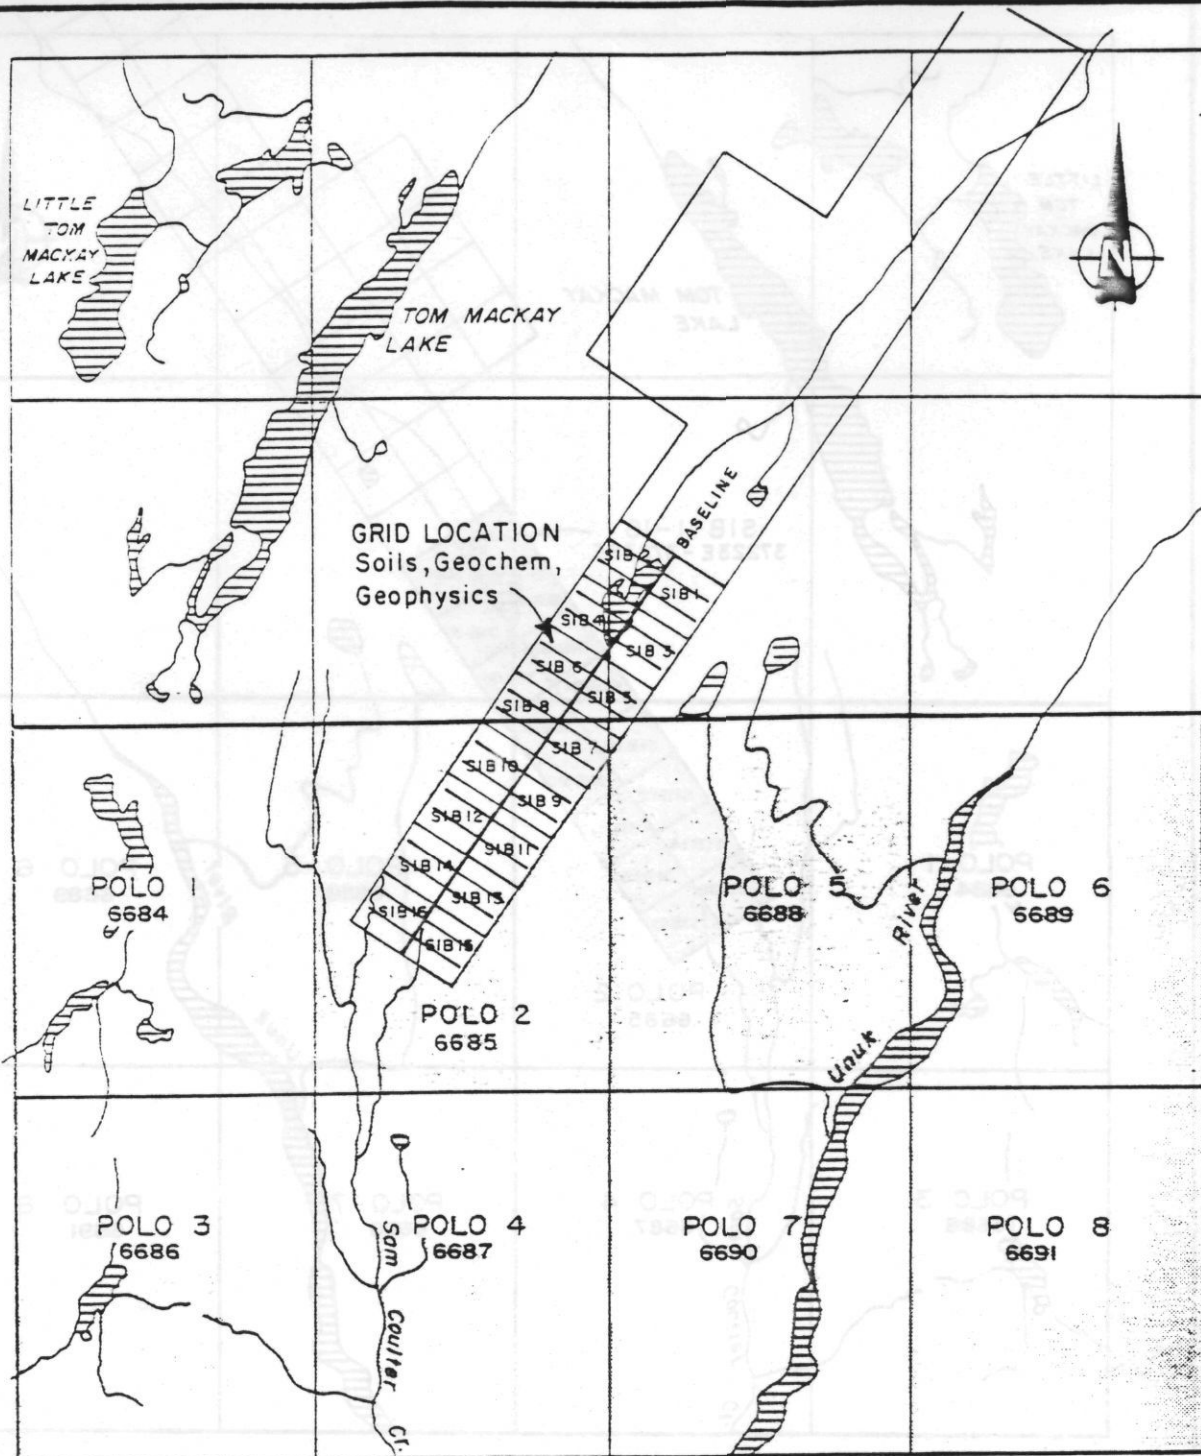 LITTLE
TOM
MACKAY
LAKE
TOM MACKAY
LAKE
N
BASELINE
GRID LOCATION
Soils, Geochem,
Geophysics
SIB 2
SIB 1
SIB 4
SIB 3
SIB 6
SIB 5
SIB 8
SIB 7
SIB 10
SIB 9
SIB 12
SIB 11
SIB 14
SIB 13
SIB 16
SIB 15
POLO 1
6684
POLO 2
6685
POLO 5
6688
POLO 6
6689
Unuk River
POLO 3
6686
POLO 4
6687
POLO 7
6690
POLO 8
6691
Sam Coulter Cr.